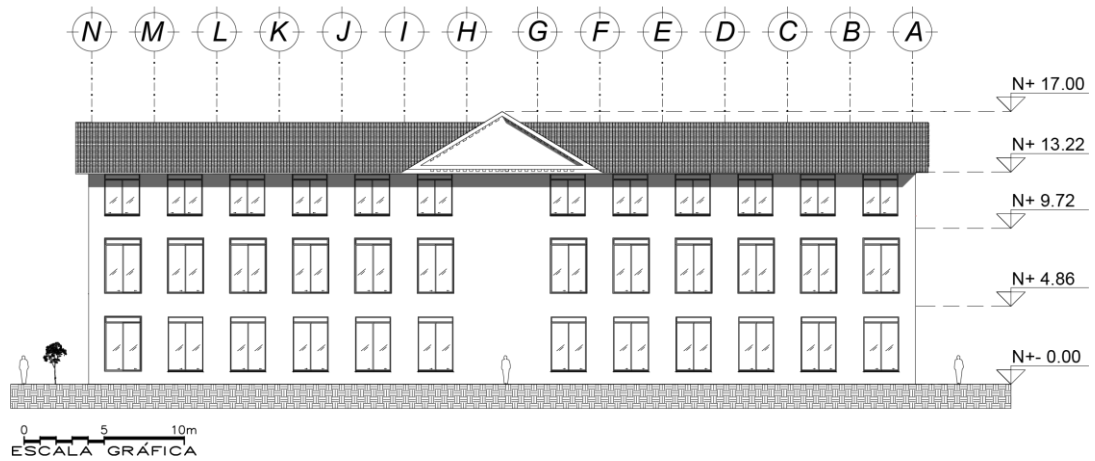 N M L K J I H G F E D C B A
N+ 17.00
N+ 13.22
N+ 9.72
N+ 4.86
N+- 0.00
0 5 10m
ESCALA GRÁFICA